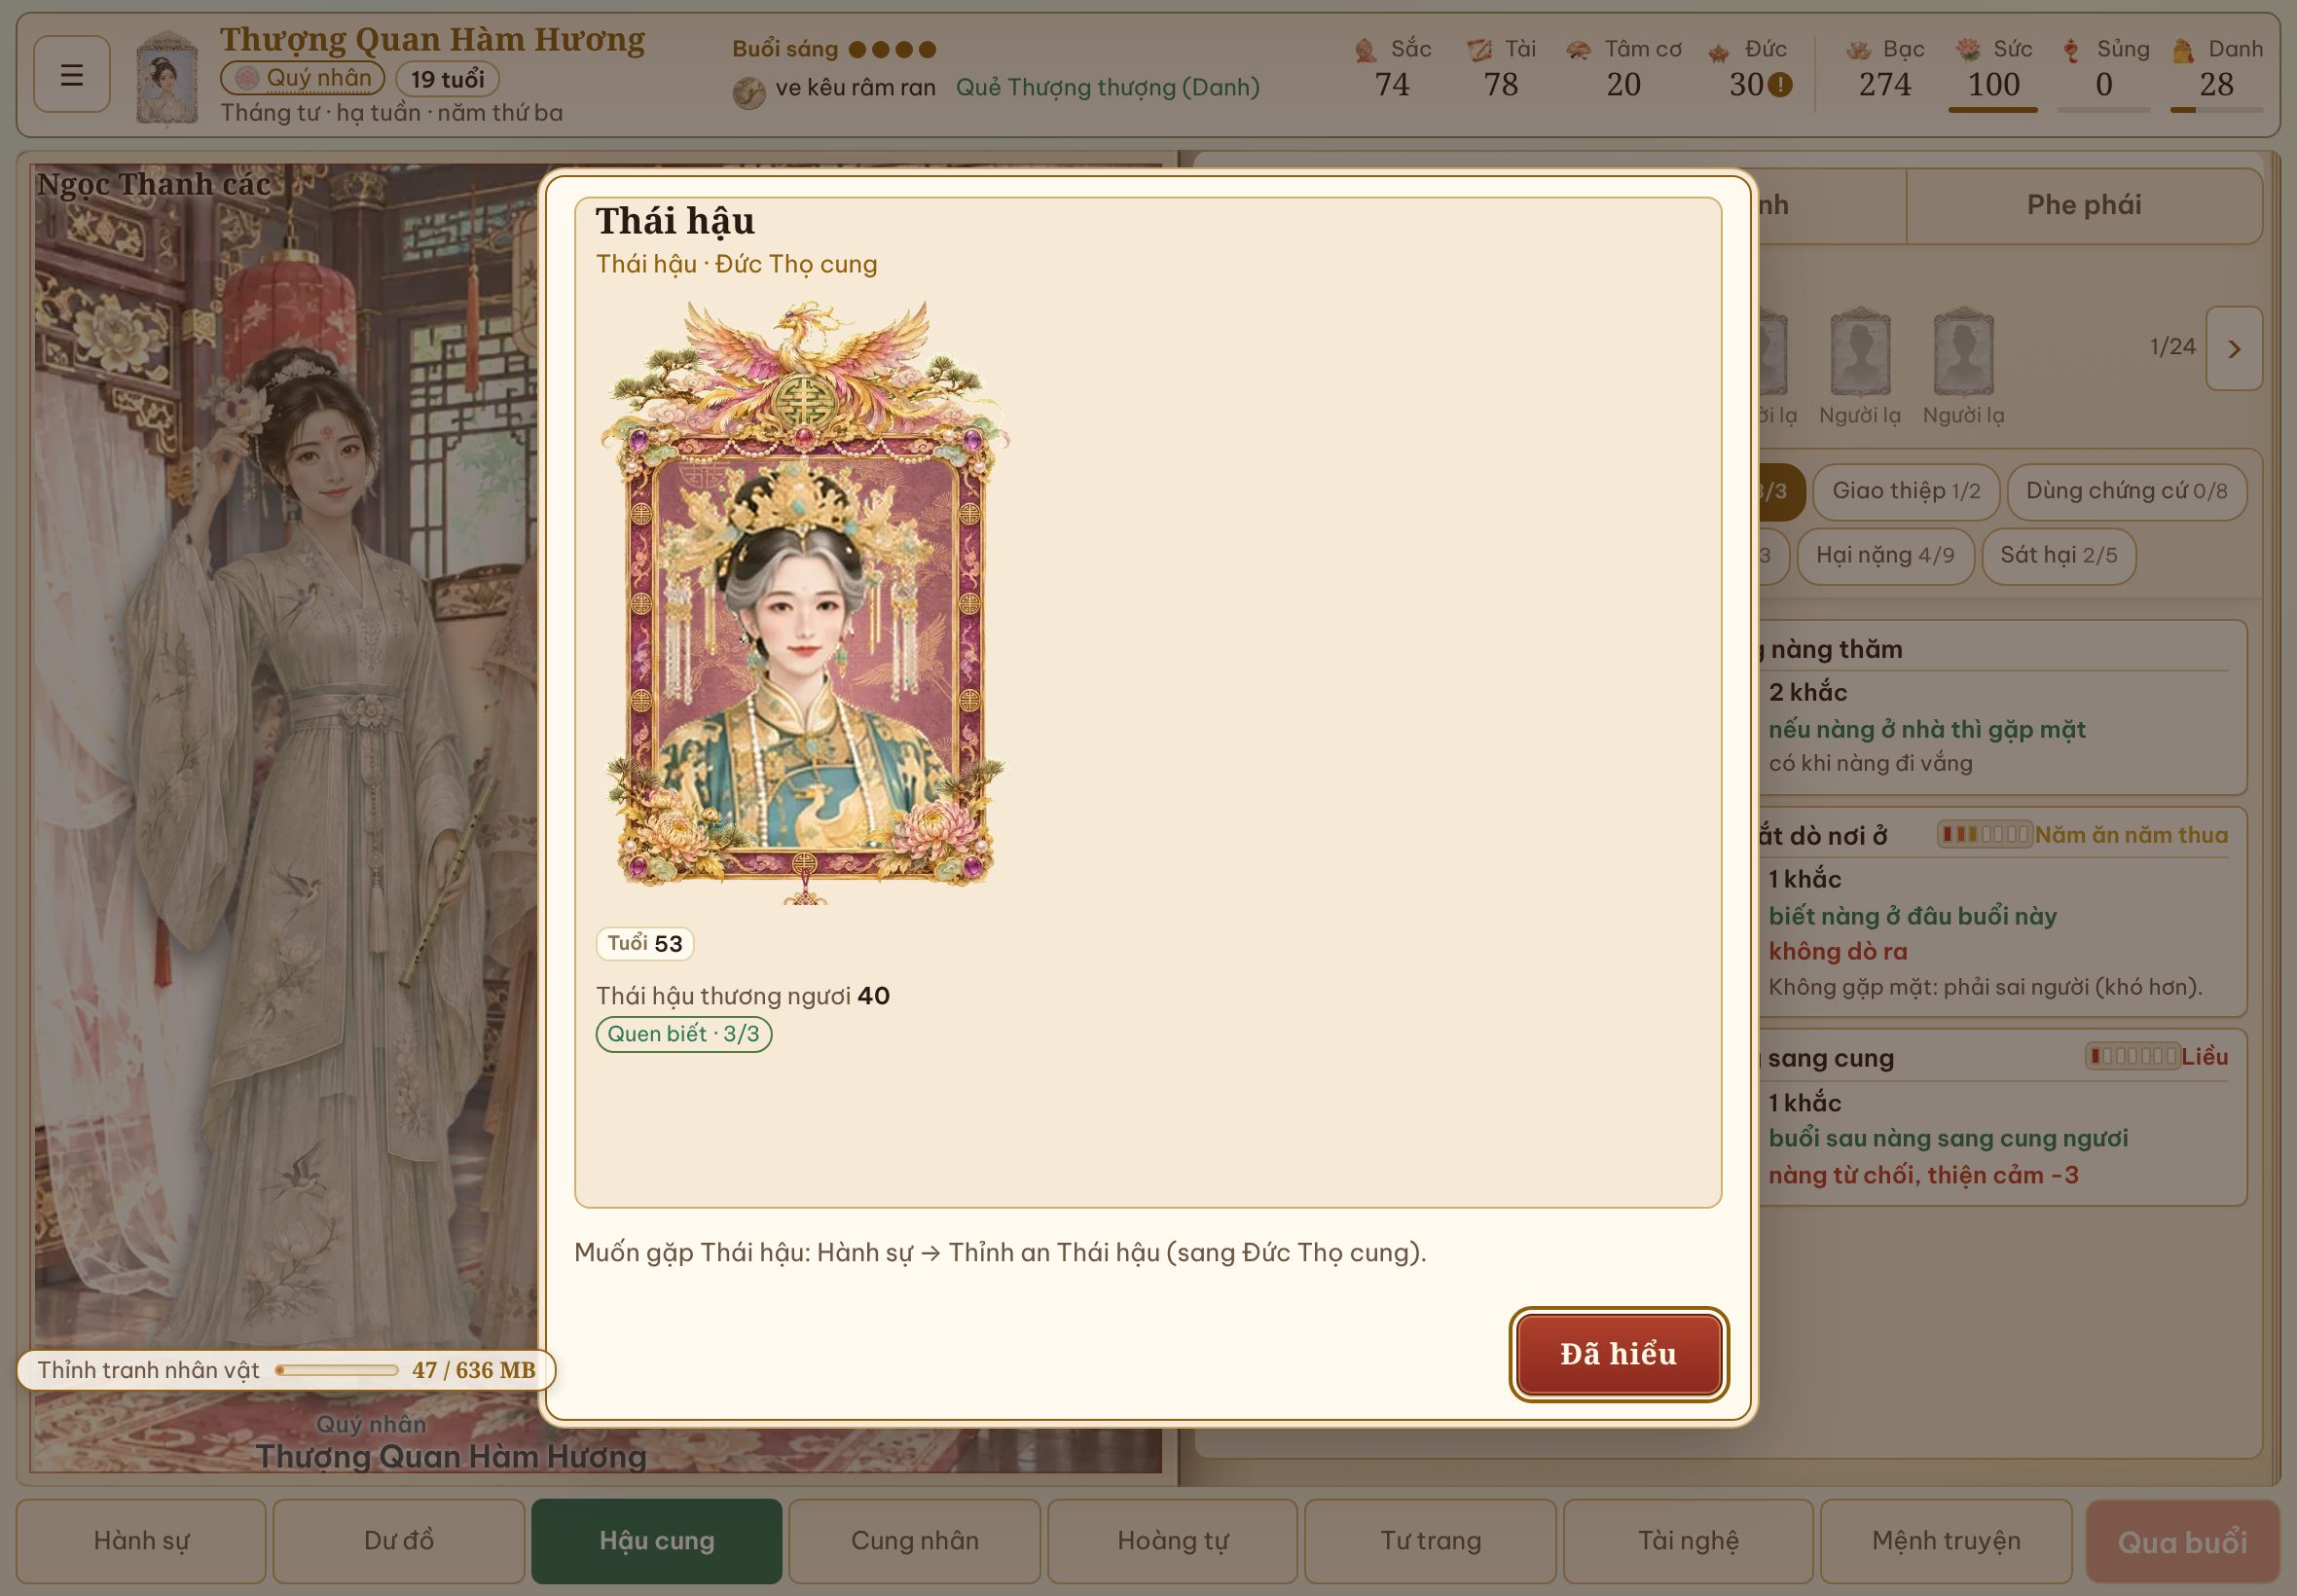 Thượng Quan Hàm Hương
Quý nhân
19 tuổi
Tháng tư · hạ tuần · năm thứ ba
Buổi sáng
ve kêu râm ran
Quẻ Thượng thượng (Danh)
Sắc
74
Tài
78
Tâm cơ
20
Đức
30
!
Bạc
274
Sức
100
Sủng
0
Danh
28
Ngọc Thanh các
Phe phái
Người lạ
Người lạ
1/24
Giao thiệp 1/2
Dùng chứng cứ 0/8
Hại nặng 4/9
Sát hại 2/5
nàng thăm
2 khắc
nếu nàng ở nhà thì gặp mặt
có khi nàng đi vắng
dò nơi ở
Năm ăn năm thua
1 khắc
biết nàng ở đâu buổi này
không dò ra
Không gặp mặt: phải sai người (khó hơn).
sang cung
Liều
1 khắc
buổi sau nàng sang cung ngươi
nàng từ chối, thiện cảm -3
Thái hậu
Thái hậu · Đức Thọ cung
Tuổi 53
Thái hậu thương ngươi 40
Quen biết · 3/3
Muốn gặp Thái hậu: Hành sự → Thỉnh an Thái hậu (sang Đức Thọ cung).
Đã hiểu
Thỉnh tranh nhân vật
47 / 636 MB
Quý nhân
Thượng Quan Hàm Hương
Hành sự
Dư đồ
Hậu cung
Cung nhân
Hoàng tự
Tư trang
Tài nghệ
Mệnh truyện
Qua buổi